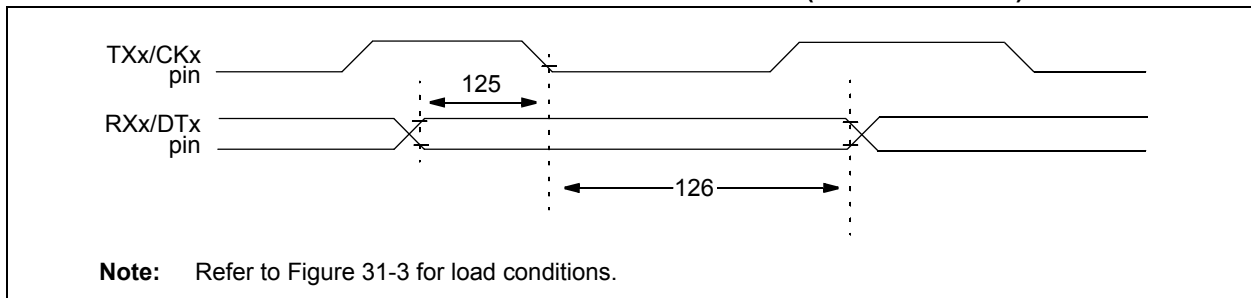 TXx/CKx
pin
125
RXx/DTx
pin
126
Note: Refer to Figure 31-3 for load conditions.